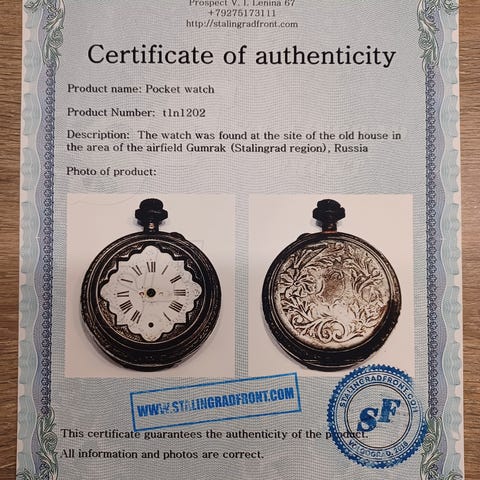 Prospect V. I. Lenina 67
+79275173111
http://stalingradfront.com
Certificate of authenticity
Product name: Pocket watch
Product Number: t1n1202
Description: The watch was found at the site of the old house in
the area of the airfield Gumrak (Stalingrad region), Russia
Photo of product:
WWW.STALINGRADFRONT.COM
STALINGRADFRONT.COM
SF
This certificate guarantees the authenticity of the product.
All information and photos are correct.